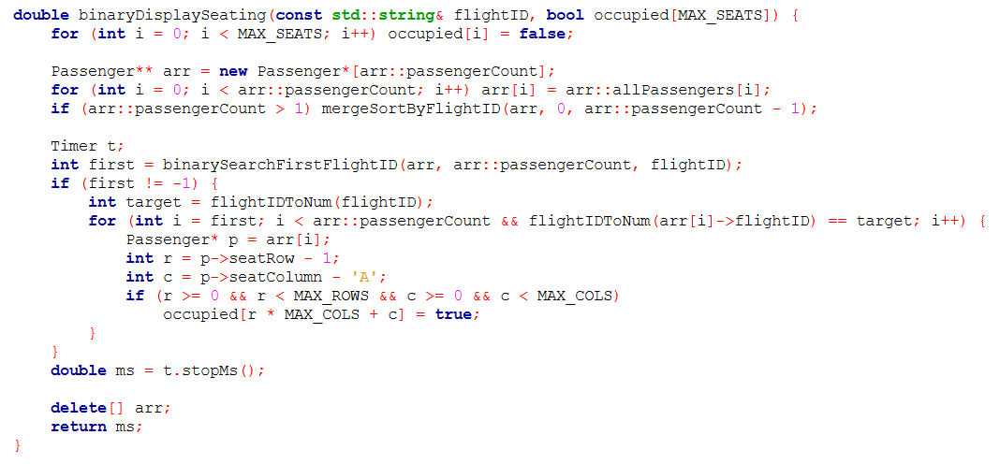 double binaryDisplaySeating(const std::string& flightID, bool occupied[MAX_SEATS]) {
    for (int i = 0; i < MAX_SEATS; i++) occupied[i] = false;

    Passenger** arr = new Passenger*[arr::passengerCount];
    for (int i = 0; i < arr::passengerCount; i++) arr[i] = arr::allPassengers[i];
    if (arr::passengerCount > 1) mergeSortByFlightID(arr, 0, arr::passengerCount - 1);

    Timer t;
    int first = binarySearchFirstFlightID(arr, arr::passengerCount, flightID);
    if (first != -1) {
        int target = flightIDToNum(flightID);
        for (int i = first; i < arr::passengerCount && flightIDToNum(arr[i]->flightID) == target; i++) {
            Passenger* p = arr[i];
            int r = p->seatRow - 1;
            int c = p->seatColumn - 'A';
            if (r >= 0 && r < MAX_ROWS && c >= 0 && c < MAX_COLS)
                occupied[r * MAX_COLS + c] = true;
        }
    }
    double ms = t.stopMs();

    delete[] arr;
    return ms;
}